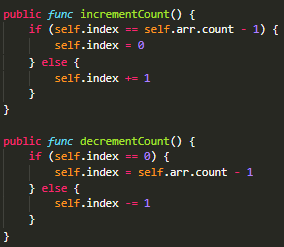 public func incrementCount() {
    if (self.index == self.arr.count - 1) {
        self.index = 0
    } else {
        self.index += 1
    }
}

public func decrementCount() {
    if (self.index == 0) {
        self.index = self.arr.count - 1
    } else {
        self.index -= 1
    }
}